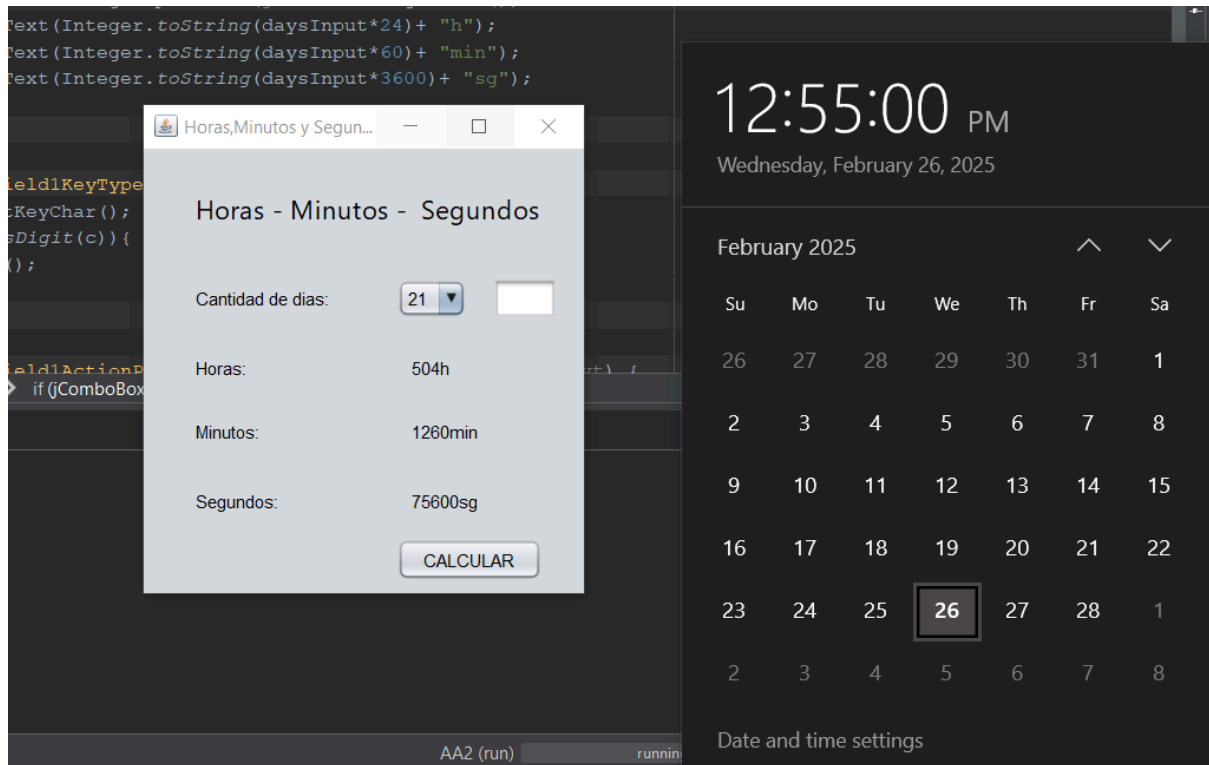 Text(Integer.toString(daysInput*24)+ "h");
Text(Integer.toString(daysInput*60)+ "min");
Text(Integer.toString(daysInput*3600)+ "sg");
ield1KeyType
KeyChar();
sDigit(c)){
();
ield1ActionP
t) {
if (jComboBox
Horas,Minutos y Segun...
Horas - Minutos - Segundos
Cantidad de dias: 21
Horas: 504h
Minutos: 1260min
Segundos: 75600sg
CALCULAR
AA2 (run) runnin
12:55:00 PM
Wednesday, February 26, 2025
February 2025
Su Mo Tu We Th Fr Sa
26 27 28 29 30 31 1
2 3 4 5 6 7 8
9 10 11 12 13 14 15
16 17 18 19 20 21 22
23 24 25 26 27 28 1
2 3 4 5 6 7 8
Date and time settings